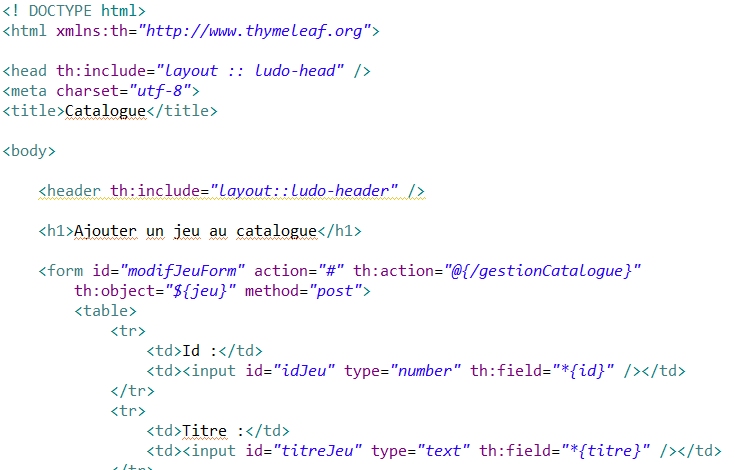 <! DOCTYPE html>
<html xmlns:th="http://www.thymeleaf.org">
<head th:include="layout :: ludo-head" />
<meta charset="utf-8">
<title>Catalogue</title>
<body>
<header th:include="layout::ludo-header" />
<h1>Ajouter un jeu au catalogue</h1>
<form id="modifJeuForm" action="#" th:action="@{/gestionCatalogue}"
th:object="${jeu}" method="post">
<table>
<tr>
<td>Id :</td>
<td><input id="idJeu" type="number" th:field="*{id}" /></td>
</tr>
<tr>
<td>Titre :</td>
<td><input id="titreJeu" type="text" th:field="*{titre}" /></td>
</tr>